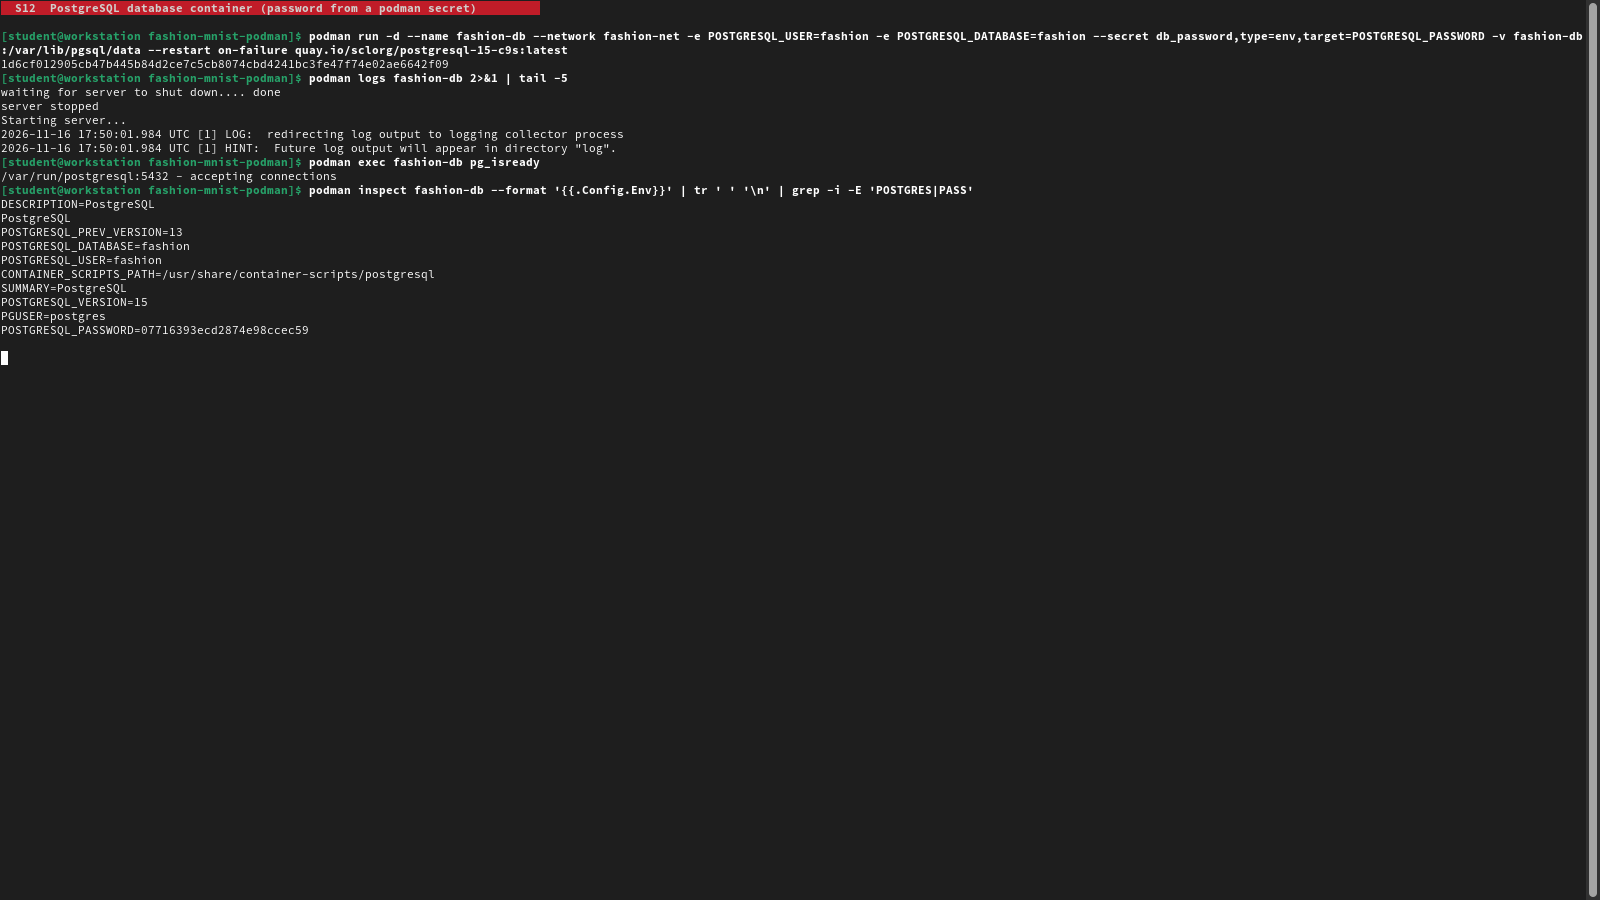 S12  PostgreSQL database container (password from a podman secret)
[student@workstation fashion-mnist-podman]$ podman run -d --name fashion-db --network fashion-net -e POSTGRESQL_USER=fashion -e POSTGRESQL_DATABASE=fashion --secret db_password,type=env,target=POSTGRESQL_PASSWORD -v fashion-db
:/var/lib/pgsql/data --restart on-failure quay.io/sclorg/postgresql-15-c9s:latest
1d6cf012905cb47b445b84d2ce7c5cb8074cbd4241bc3fe47f74e02ae6642f09
[student@workstation fashion-mnist-podman]$ podman logs fashion-db 2>&1 | tail -5
waiting for server to shut down.... done
server stopped
Starting server...
2026-11-16 17:50:01.984 UTC [1] LOG:  redirecting log output to logging collector process
2026-11-16 17:50:01.984 UTC [1] HINT:  Future log output will appear in directory "log".
[student@workstation fashion-mnist-podman]$ podman exec fashion-db pg_isready
/var/run/postgresql:5432 - accepting connections
[student@workstation fashion-mnist-podman]$ podman inspect fashion-db --format '{{.Config.Env}}' | tr ' ' '\n' | grep -i -E 'POSTGRES|PASS'
DESCRIPTION=PostgreSQL
PostgreSQL
POSTGRESQL_PREV_VERSION=13
POSTGRESQL_DATABASE=fashion
POSTGRESQL_USER=fashion
CONTAINER_SCRIPTS_PATH=/usr/share/container-scripts/postgresql
SUMMARY=PostgreSQL
POSTGRESQL_VERSION=15
PGUSER=postgres
POSTGRESQL_PASSWORD=07716393ecd2874e98ccec59